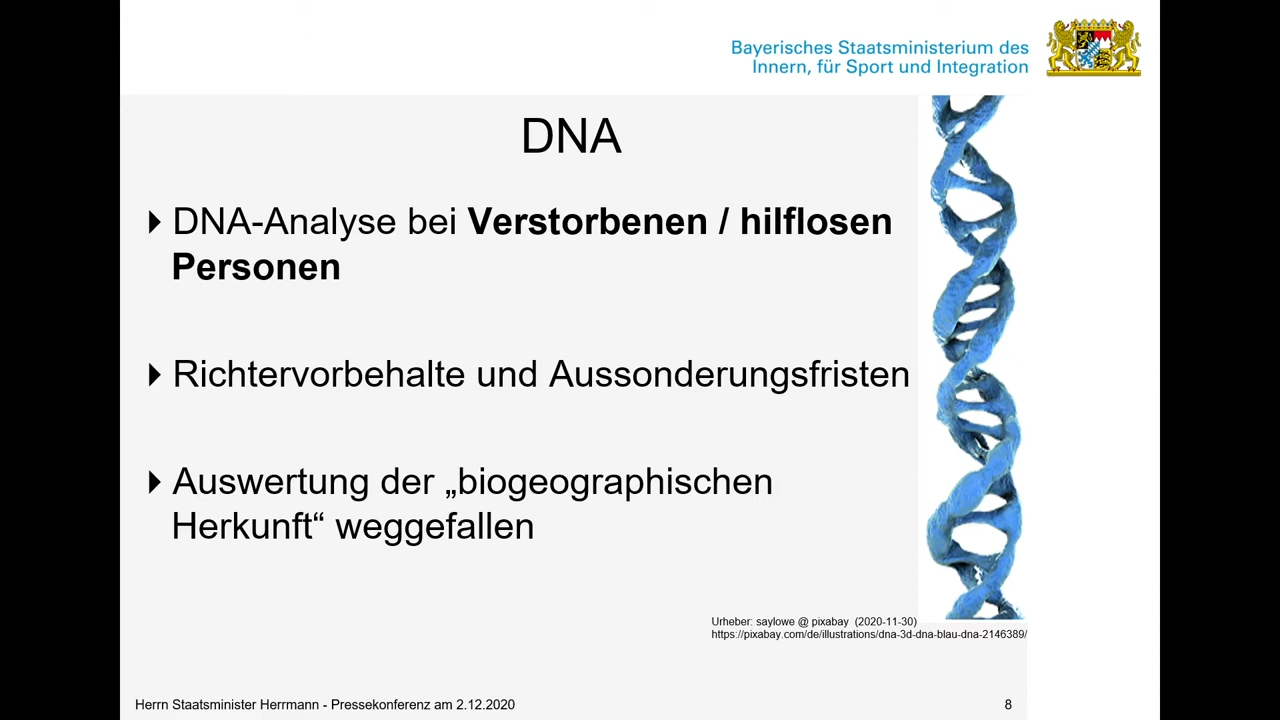 Bayerisches Staatsministerium des
Innern, für Sport und Integration
DNA
DNA-Analyse bei Verstorbenen / hilflosen
Personen
Richtervorbehalte und Aussonderungsfristen
Auswertung der „biogeographischen
Herkunft“ weggefallen
Urheber: saylowe @ pixabay (2020-11-30)
https://pixabay.com/de/illustrations/dna-3d-dna-blau-dna-2146389/
Herrn Staatsminister Herrmann - Pressekonferenz am 2.12.2020
8